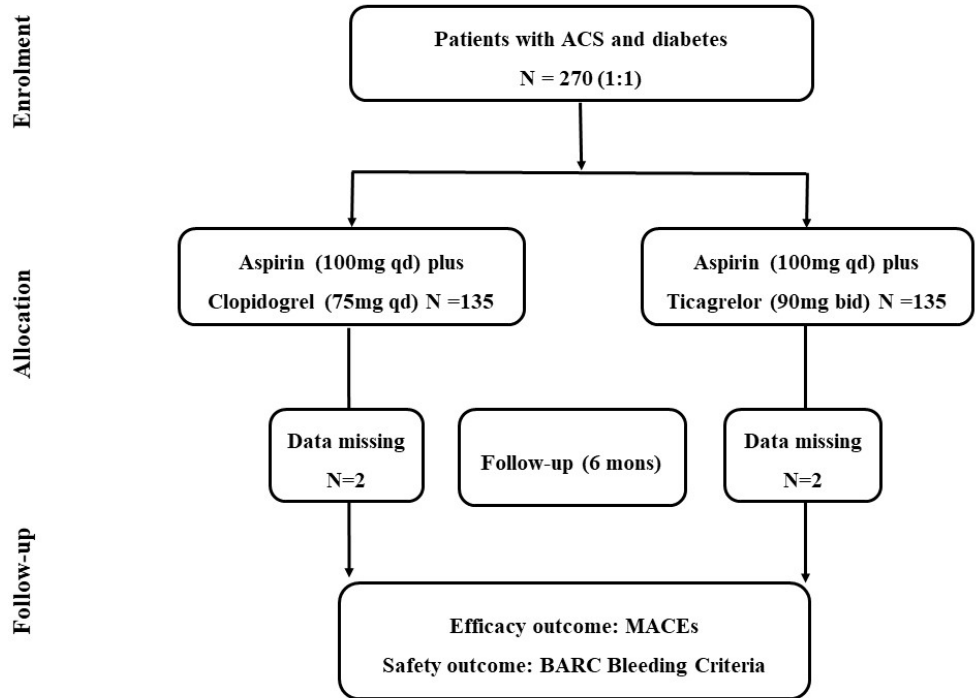 Enrolment
Patients with ACS and diabetes
N = 270 (1:1)
Allocation
Aspirin (100mg qd) plus
Clopidogrel (75mg qd) N =135
Aspirin (100mg qd) plus
Ticagrelor (90mg bid) N =135
Data missing
N=2
Follow-up (6 mons)
Data missing
N=2
Follow-up
Efficacy outcome: MACEs
Safety outcome: BARC Bleeding Criteria